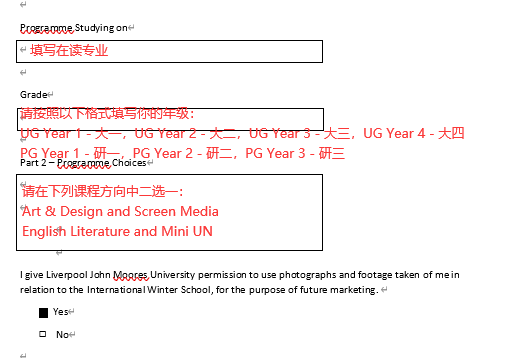 Programme Studying on
填写在读专业
Grade
请按照以下格式填写你的年级：
UG Year 1 - 大一，UG Year 2 - 大二，UG Year 3 - 大三，UG Year 4 - 大四
PG Year 1 - 研一，PG Year 2 - 研二，PG Year 3 - 研三
Part 2 – Programme Choices
请在下列课程方向中二选一：
Art & Design and Screen Media
English Literature and Mini UN
I give Liverpool John Moores University permission to use photographs and footage taken of me in
relation to the International Winter School, for the purpose of future marketing.
Yes
No